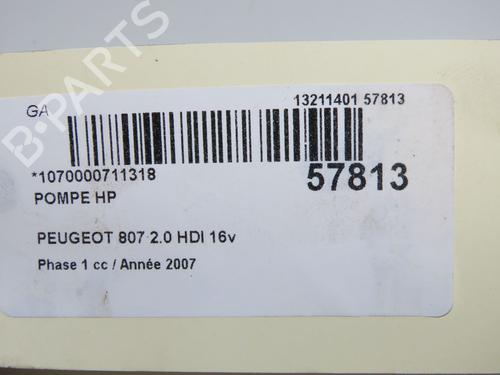 GA
13211401 57813
*1070000711318
57813
POMPE HP
PEUGEOT 807 2.0 HDI 16v
Phase 1 cc / Année 2007
B-PARTS